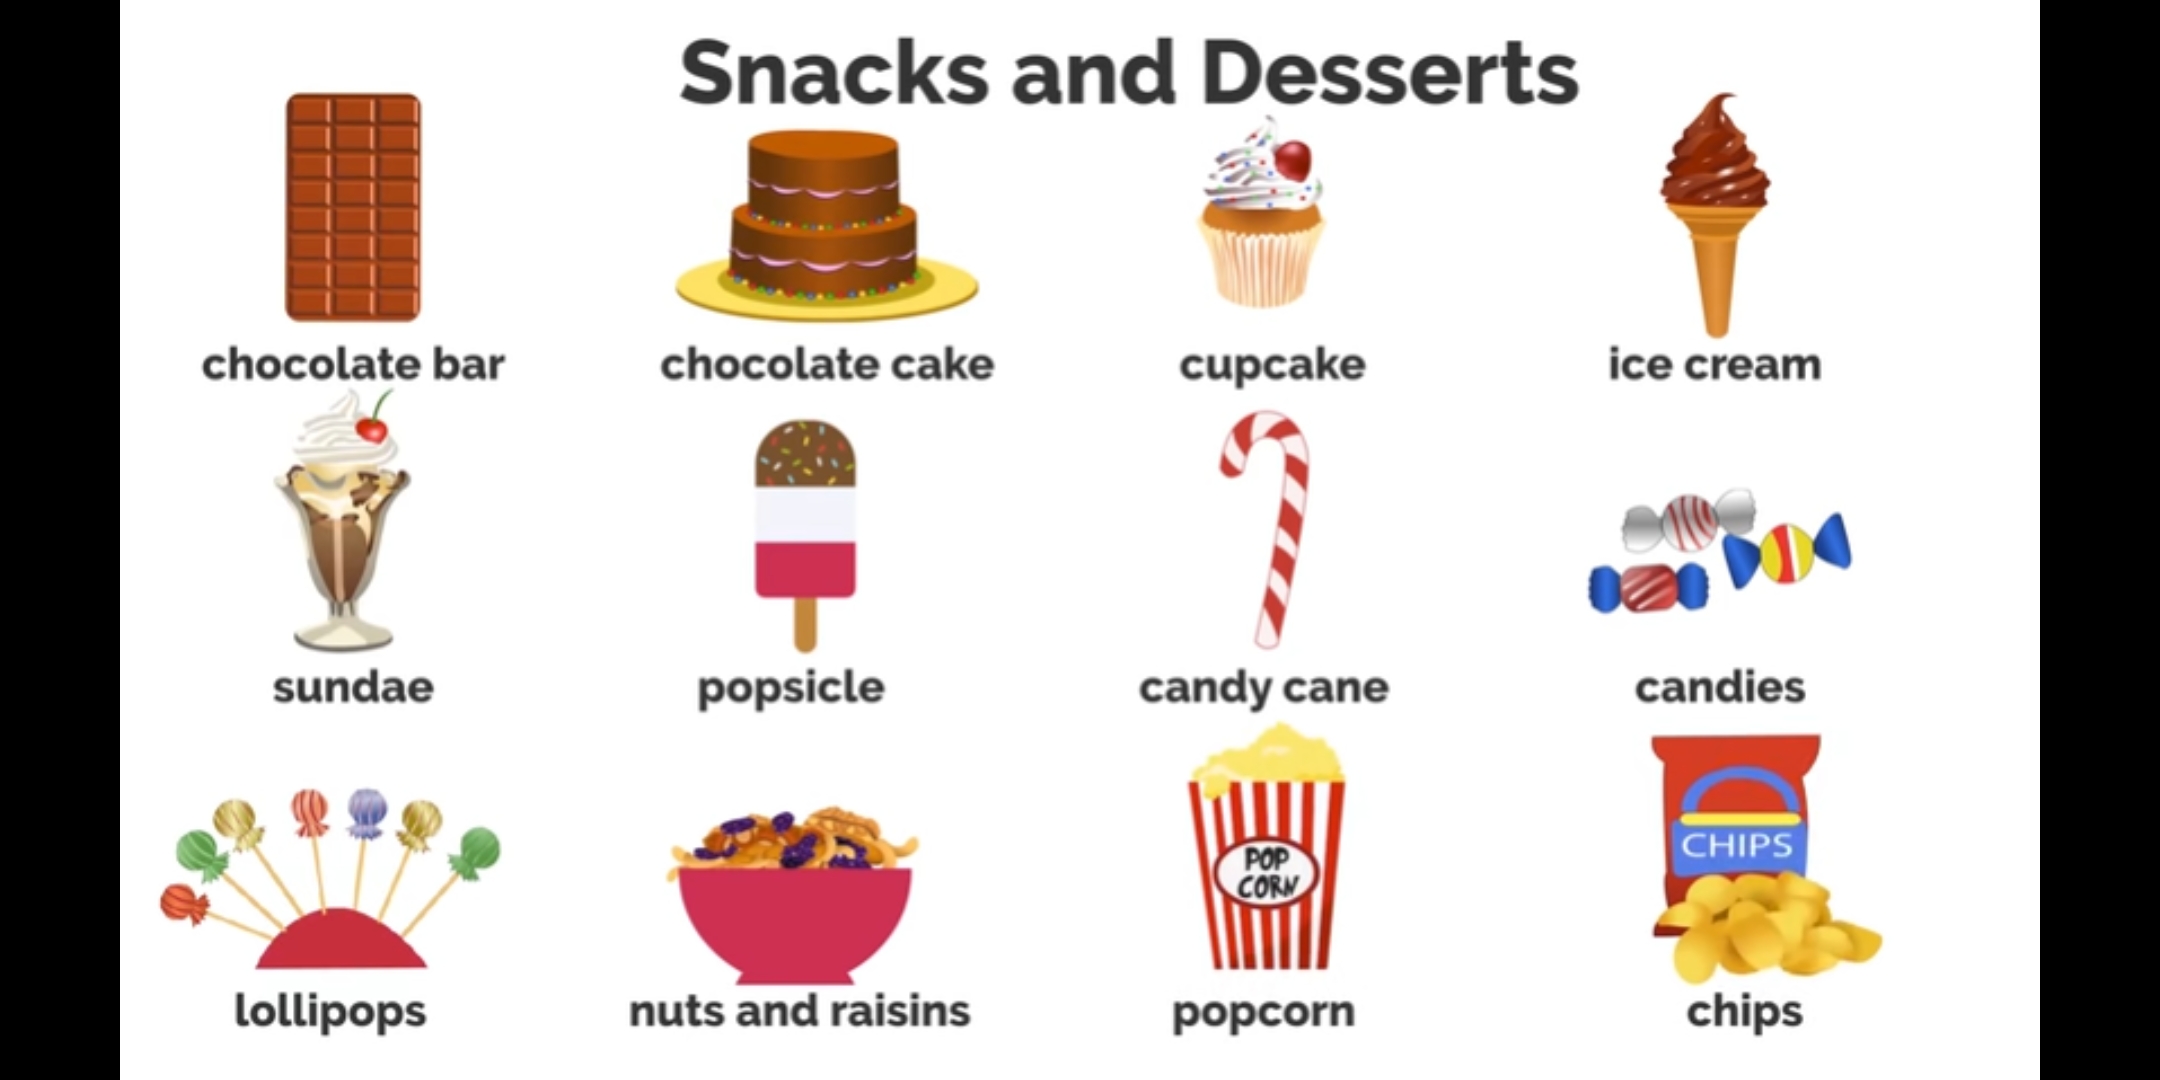 Snacks and Desserts
chocolate bar
chocolate cake
cupcake
ice cream
sundae
popsicle
candy cane
candies
POP
CORN
CHIPS
lollipops
nuts and raisins
popcorn
chips